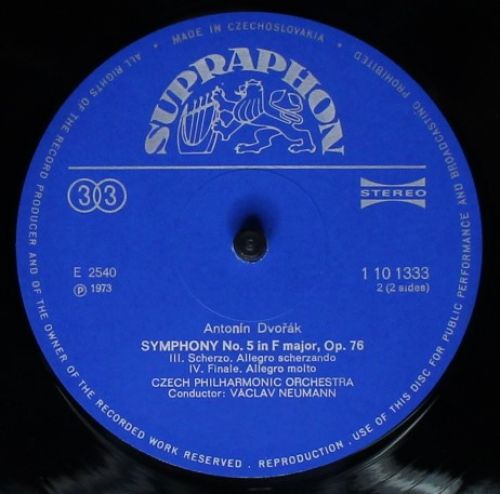 ALL RIGHTS OF THE RECORD PRODUCER AND OF THE OWNER OF THE RECORDED WORK RESERVED . REPRODUCTION . USE OF THIS DISC FOR PUBLIC PERFORMANCE AND BROADCASTING PROHIBITED
MADE IN CZECHOSLOVAKIA
SUPRAPHON
33
STEREO
E 2540
1 10 1333
℗ 1973
2 (2 sides)
Antonín Dvořák
SYMPHONY No. 5 in F major, Op. 76
III. Scherzo. Allegro scherzando
IV. Finale. Allegro molto
CZECH PHILHARMONIC ORCHESTRA
Conductor: VÁCLAV NEUMANN